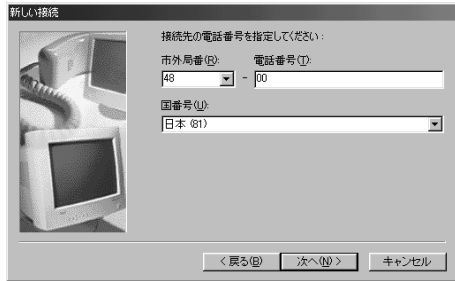 新しい接続
接続先の電話番号を指定してください：
市外局番(R): 電話番号(T):
48 - 00
国番号(U):
日本 (81)
< 戻る(B) 次へ(N) > キャンセル